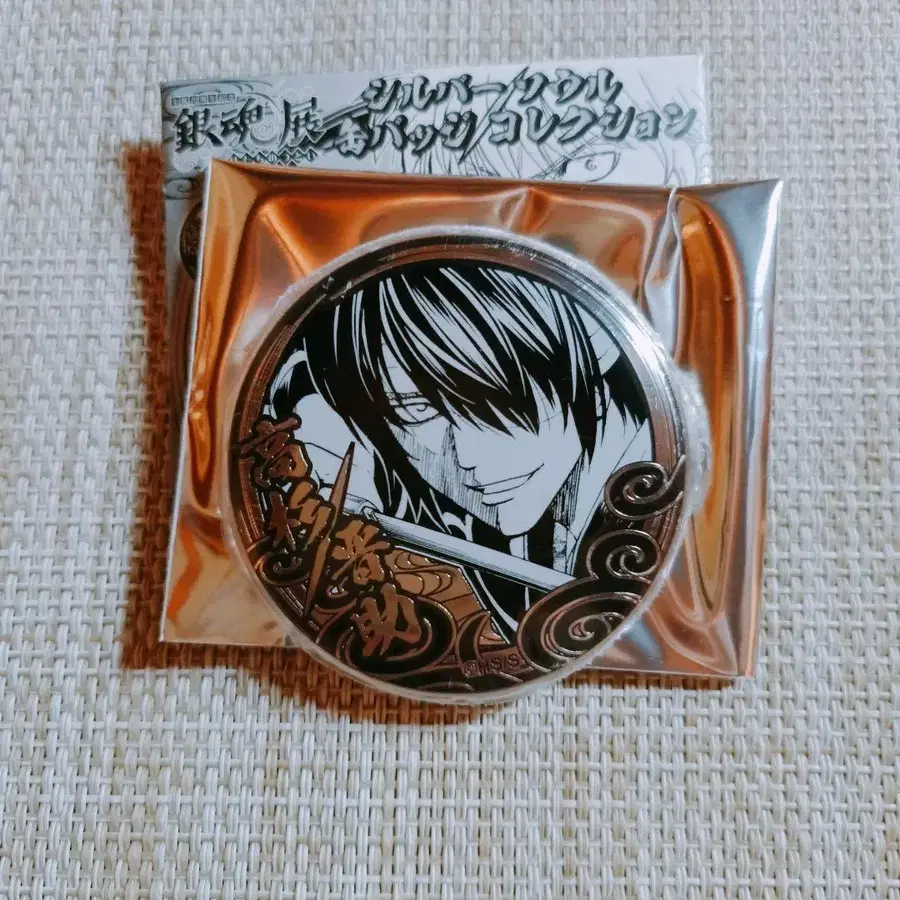 銀魂展
シルバーソウル
缶バッジコレクション
高杉晋助
©HSIS